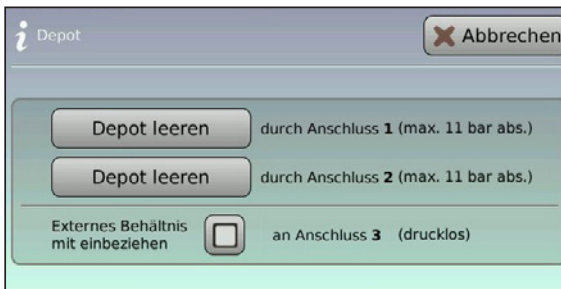 Depot
Abbrechen
Depot leeren durch Anschluss 1 (max. 11 bar abs.)
Depot leeren durch Anschluss 2 (max. 11 bar abs.)
Externes Behältnis
mit einbeziehen an Anschluss 3 (drucklos)